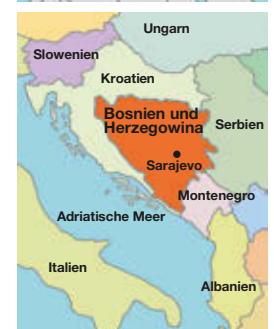 Ungarn
Slowenien
Kroatien
Bosnien und
Herzegowina
Serbien
Sarajevo
Montenegro
Adriatische Meer
Italien
Albanien